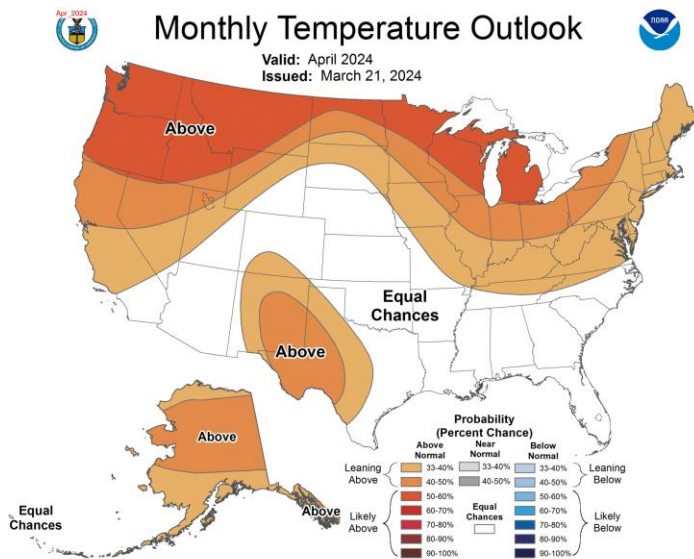 Apr_2024
Monthly Temperature Outlook
NOAA
Valid: April 2024
Issued: March 21, 2024
Above
Equal
Chances
Above
Above
Above
Equal
Chances
Probability
(Percent Chance)
Above
Normal
Near
Normal
Below
Normal
Leaning
Above
33-40%
33-40%
33-40%
Leaning
Below
40-50%
40-50%
40-50%
Likely
Above
50-60%
Equal
Chances
50-60%
Likely
Below
60-70%
60-70%
70-80%
70-80%
80-90%
80-90%
90-100%
90-100%